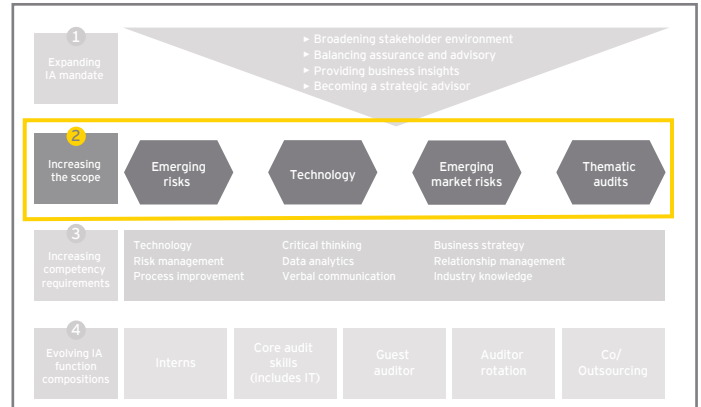 1
Expanding
IA mandate
▸ Broadening stakeholder environment
▸ Balancing assurance and advisory
▸ Providing business insights
▸ Becoming a strategic advisor
2
Increasing
the scope
Emerging
risks
Technology
Emerging
market risks
Thematic
audits
3
Increasing
competency
requirements
Technology
Risk management
Process improvement
Critical thinking
Data analytics
Verbal communication
Business strategy
Relationship management
Industry knowledge
4
Evolving IA
function
compositions
Interns
Core audit
skills
(includes IT)
Guest
auditor
Auditor
rotation
Co/
Outsourcing